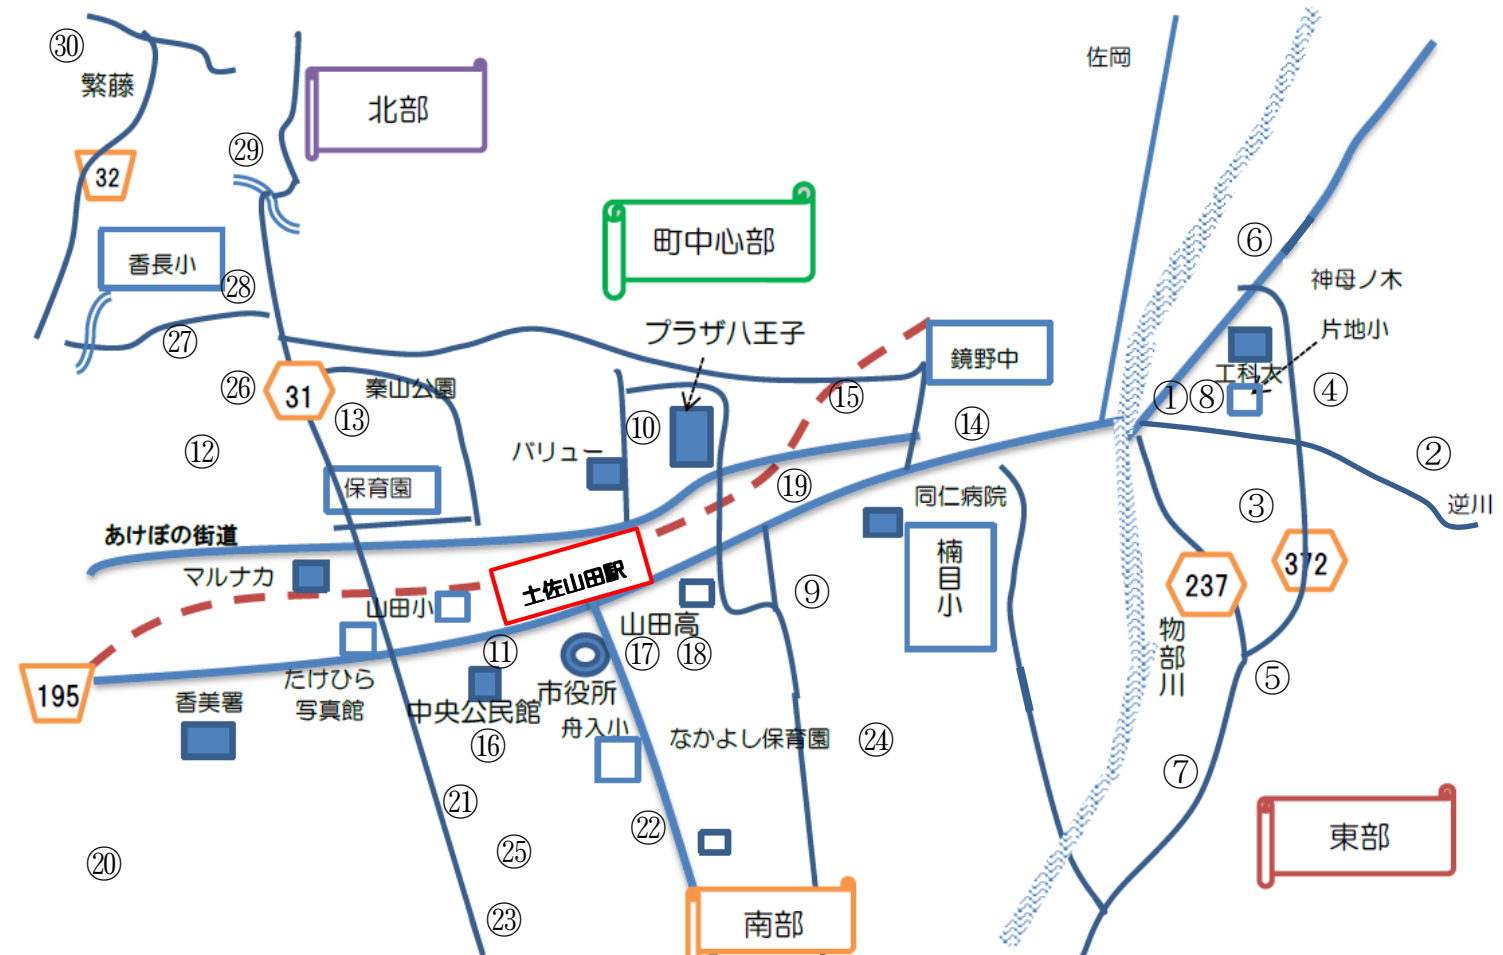 ㉚
繁藤
32
㉙
北部
香長小
㉘
㉗
町中心部
佐岡
⑥
神母ノ木
片地小
工科大
①
⑧
④
②
逆川
③
372
237
物部川
⑤
⑦
東部
プラザ八王子
鏡野中
⑮
⑭
㉖
31
⑬
秦山公園
⑫
⑩
バリュー
保育園
⑲
同仁病院
楠目小
あけぼの街道
マルナカ
山田小
土佐山田駅
⑨
山田高
⑰
⑱
⑪
195
香美署
たけひら
写真館
中央公民館
⑯
市役所
舟入小
なかよし保育園
㉔
㉑
㉒
㉕
⑳
㉓
南部